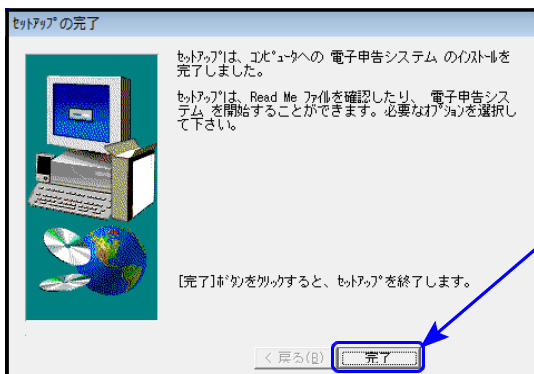 ｾｯﾄｱｯﾌﾟの完了
ｾｯﾄｱｯﾌﾟは、ｺﾝﾋﾟｭｰﾀへの 電子申告システム のｲﾝｽﾄｰﾙを
完了しました。
ｾｯﾄｱｯﾌﾟは、Read Me ﾌｧｲﾙを確認したり、 電子申告シス
テム を開始することができます。必要なｵﾌﾟｼｮﾝを選択し
て下さい。
[完了]ﾎﾞﾀﾝをｸﾘｯｸすると、ｾｯﾄｱｯﾌﾟを終了します。
< 戻る(B)
完了